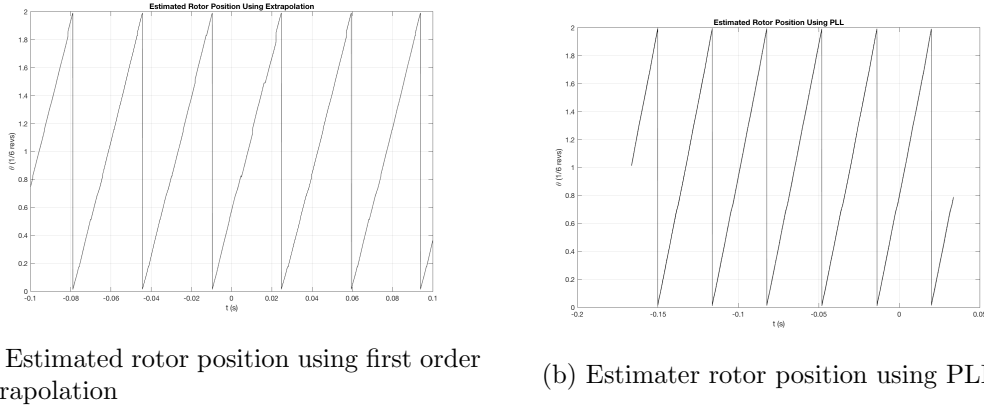 Estimated Rotor Position Using Extrapolation
θ (1/6 revs)
2
1.8
1.6
1.4
1.2
1
0.8
0.6
0.4
0.2
0
-0.1 -0.08 -0.06 -0.04 -0.02 0 0.02 0.04 0.06 0.08 0.1
t (s)
Estimated Rotor Position Using PLL
θ (1/6 revs)
2
1.8
1.6
1.4
1.2
1
0.8
0.6
0.4
0.2
0
-0.2 -0.15 -0.1 -0.05 0 0.05
t (s)
Estimated rotor position using first order
rapolation
(b) Estimater rotor position using PLL